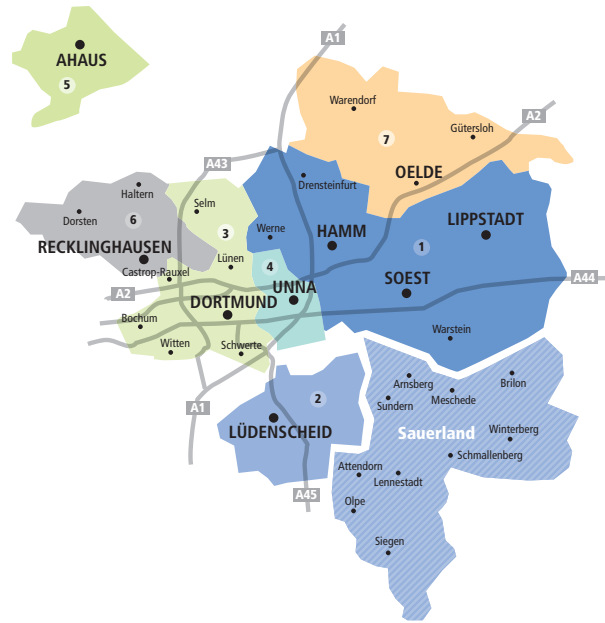 A1
AHAUS
5
Warendorf
A2
Gütersloh
7
A43
OELDE
Drensteinfurt
Haltern
Selm
Dorsten
6
3
LIPPSTADT
Werne
HAMM
RECKLINGHAUSEN
1
Lünen
4
Castrop-Rauxel
A44
SOEST
UNNA
A2
DORTMUND
Bochum
Warstein
Witten
Schwerte
Arnsberg
Brilon
Meschede
2
Sundern
A1
Sauerland
Winterberg
LÜDENSCHEID
Schmallenberg
Attendorn
Lennestadt
A45
Olpe
Siegen